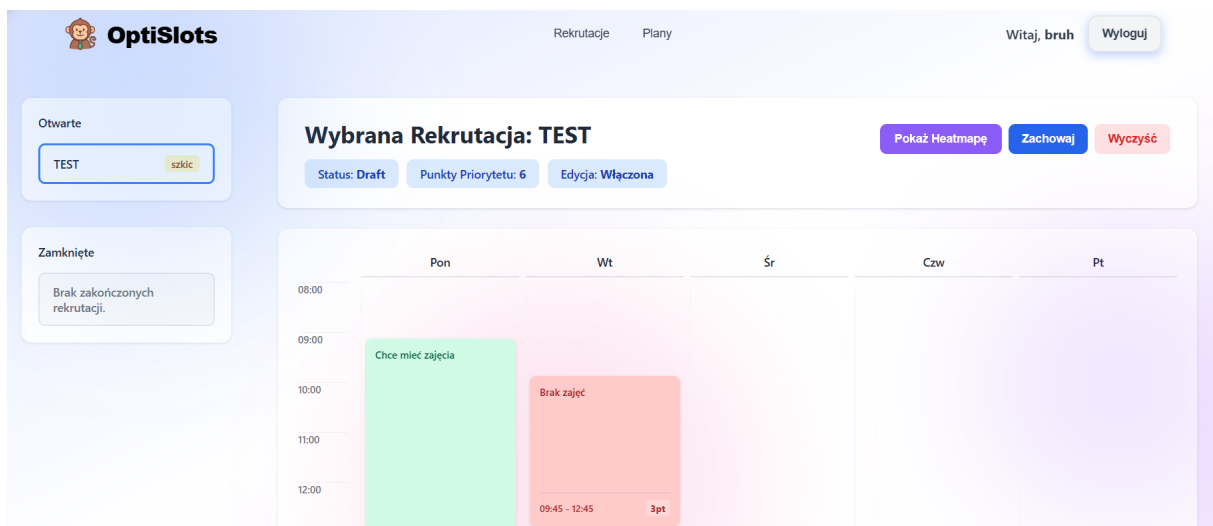 OptiSlots
Rekrutacje Plany
Witaj, bruh Wyloguj
Otwarte
TEST szkic
Zamknięte
Brak zakończonych
rekrutacji.
Wybrana Rekrutacja: TEST
Pokaż Heatmapę Zachowaj Wyczyść
Status: Draft Punkty Priorytetu: 6 Edycja: Włączona
Pon Wt Śr Czw Pt
08:00
09:00
Chce mieć zajęcia
10:00
Brak zajęć
11:00
12:00
09:45 - 12:45 3pt